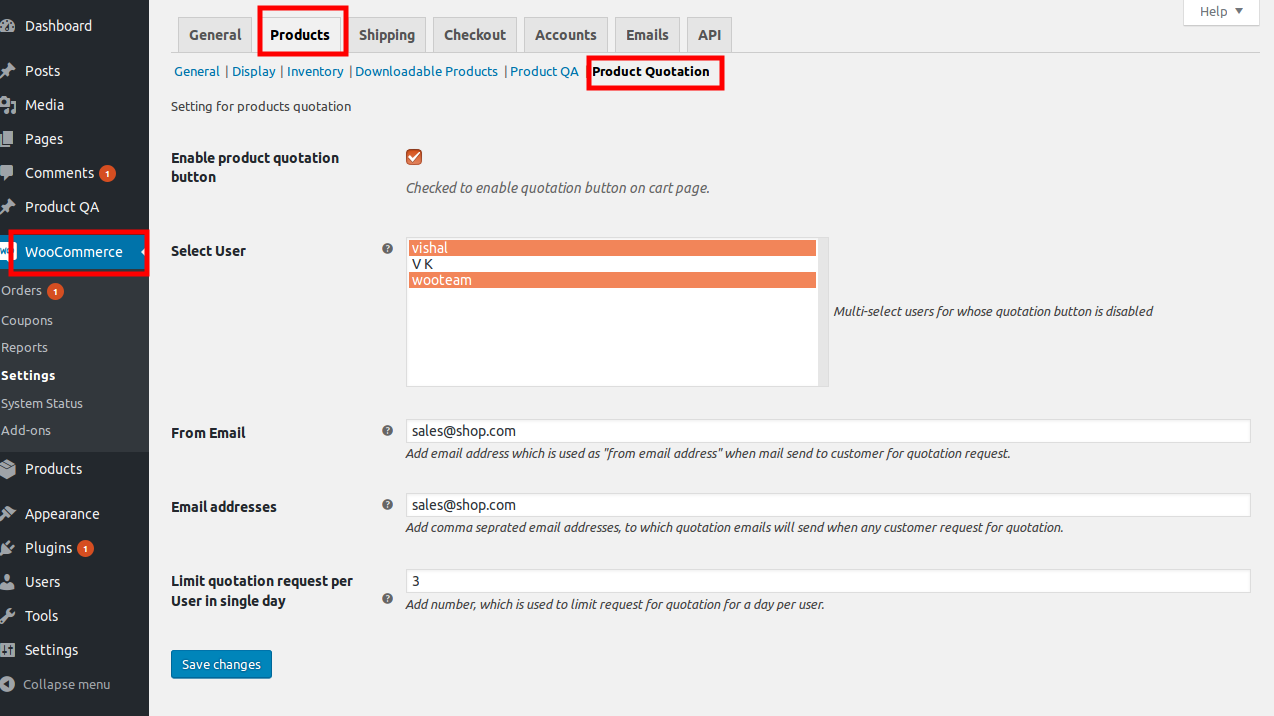 Dashboard
Posts
Media
Pages
Comments 1
Product QA
WooCommerce
Orders 1
Coupons
Reports
Settings
System Status
Add-ons
Products
Appearance
Plugins 1
Users
Tools
Settings
Collapse menu
Help
General Products Shipping Checkout Accounts Emails API
General | Display | Inventory | Downloadable Products | Product QA | Product Quotation
Setting for products quotation
Enable product quotation
button
Checked to enable quotation button on cart page.
Select User
vishal
V K
wooteam
Multi-select users for whose quotation button is disabled
From Email
sales@shop.com
Add email address which is used as "from email address" when mail send to customer for quotation request.
Email addresses
sales@shop.com
Add comma seprated email addresses, to which quotation emails will send when any customer request for quotation.
Limit quotation request per
User in single day
3
Add number, which is used to limit request for quotation for a day per user.
Save changes